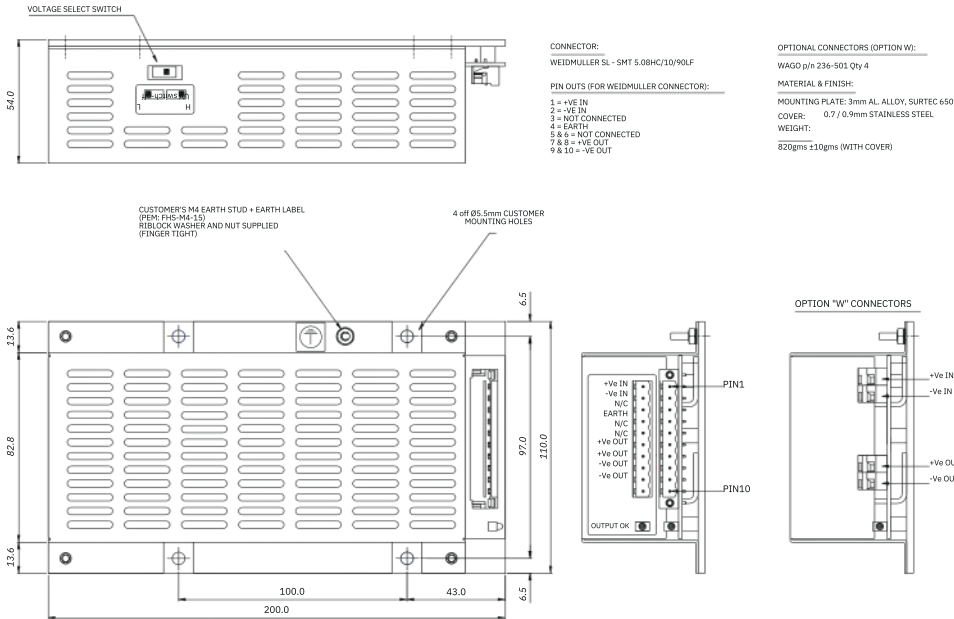 VOLTAGE SELECT SWITCH
54.0
L
H
CONNECTOR:
WEIDMULLER SL - SMT 5.08HC/10/90LF
PIN OUTS (FOR WEIDMULLER CONNECTOR):
1 = +VE IN
2 = -VE IN
3 = NOT CONNECTED
4 = EARTH
5 & 6 = NOT CONNECTED
7 & 8 = +VE OUT
9 & 10 = -VE OUT
OPTIONAL CONNECTORS (OPTION W):
WAGO p/n 236-501 Qty 4
MATERIAL & FINISH:
MOUNTING PLATE: 3mm AL. ALLOY, SURTEC 650
COVER: 0.7 / 0.9mm STAINLESS STEEL
WEIGHT:
820gms ±10gms (WITH COVER)
CUSTOMER'S M4 EARTH STUD + EARTH LABEL
(PEM: FHS-M4-15)
RIBLOCK WASHER AND NUT SUPPLIED
(FINGER TIGHT)
4 off Ø5.5mm CUSTOMER
MOUNTING HOLES
13.6
82.8
13.6
6.5
97.0
110.0
6.5
100.0
43.0
200.0
+Ve IN
-Ve IN
N/C
EARTH
N/C
N/C
+Ve OUT
+Ve OUT
-Ve OUT
-Ve OUT
OUTPUT OK
PIN1
PIN10
OPTION "W" CONNECTORS
+Ve IN
-Ve IN
+Ve OU
-Ve OU